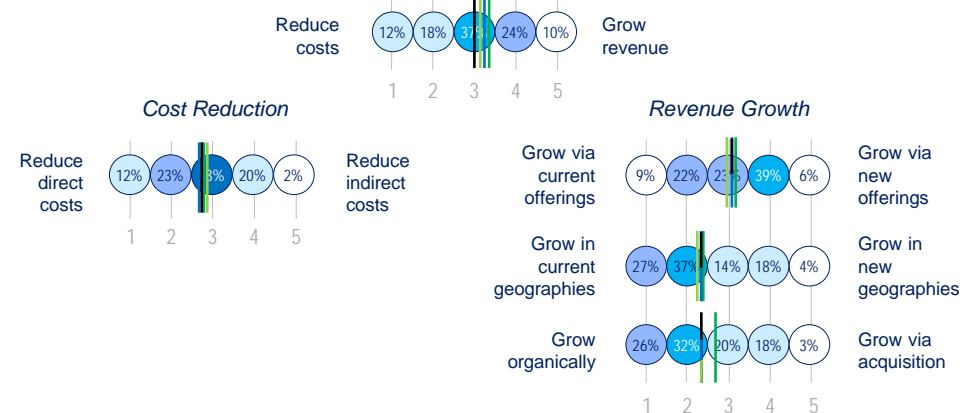 Reduce
costs
12% 18% 37% 24% 10%
Grow
revenue
1 2 3 4 5
Cost Reduction
Revenue Growth
Reduce
direct
costs
12% 23% 20% 2%
Reduce
indirect
costs
1 2 3 4 5
Grow via
current
offerings
9% 22% 23% 39% 6%
Grow via
new
offerings
Grow in
current
geographies
27% 37% 14% 18% 4%
Grow in
new
geographies
Grow
organically
26% 32% 20% 18% 3%
Grow via
acquisition
1 2 3 4 5